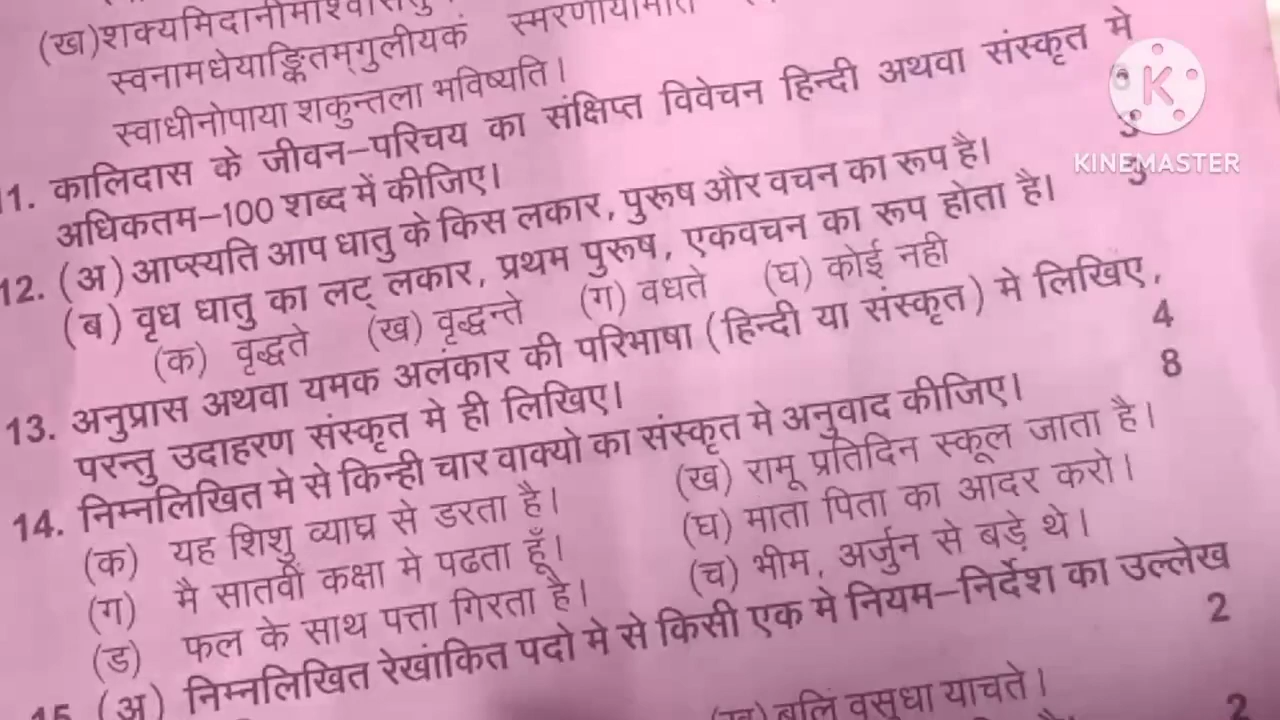 (ख) शक्यमिदानीमाश्वासितु
स्वनामधेयाङ्कितम्गुलीयकं स्मरणीयमिति
स्वाधीनोपाया शकुन्तला भविष्यति।
11. कालिदास के जीवन-परिचय का संक्षिप्त विवेचन हिन्दी अथवा संस्कृत मे
अधिकतम-100 शब्द में कीजिए।
12. (अ) आप्स्यति आप धातु के किस लकार, पुरूष और वचन का रूप है।
(ब) वृध धातु का लट् लकार, प्रथम पुरूष, एकवचन का रूप होता है।
(क) वृद्धते (ख) वृद्धन्ते (ग) वधते (घ) कोई नही
13. अनुप्रास अथवा यमक अलंकार की परिभाषा (हिन्दी या संस्कृत) मे लिखिए,
परन्तु उदाहरण संस्कृत मे ही लिखिए। 4
14. निम्नलिखित मे से किन्ही चार वाक्यो का संस्कृत मे अनुवाद कीजिए। 8
(क) यह शिशु व्याघ्र से डरता है। (ख) रामू प्रतिदिन स्कूल जाता है।
(ग) मै सातवीं कक्षा मे पढता हूँ। (घ) माता पिता का आदर करो।
(ड) फल के साथ पत्ता गिरता है। (च) भीम, अर्जुन से बड़े थे।
15 (अ) निम्नलिखित रेखांकित पदो मे से किसी एक मे नियम-निर्देश का उल्लेख
2
(ख) बलिं वसुधा याचते।
2
K
KINEMASTER